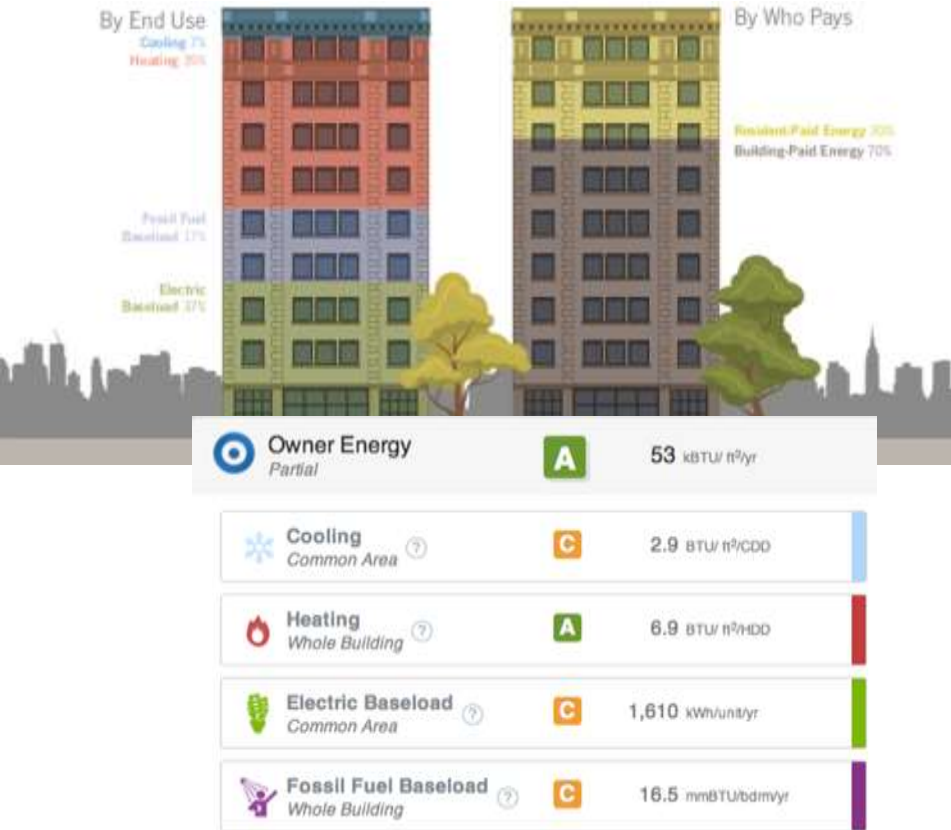 By End Use
Cooling 7%
Heating
Fossil Fuel
Baseload 17%
Electric
Baseload 37%
By Who Pays
Resident-Paid Energy 30%
Building-Paid Energy 70%
Owner Energy
Partial
A
53 kBTU/ ft²/yr
Cooling ?
Common Area
C
2.9 BTU/ ft²/CDD
Heating ?
Whole Building
A
6.9 BTU/ ft²/HDD
Electric Baseload ?
Common Area
C
1,610 kWh/unit/yr
Fossil Fuel Baseload ?
Whole Building
C
16.5 mmBTU/bdrm/yr